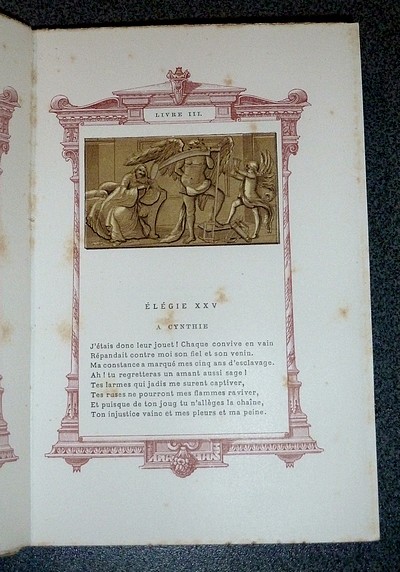 LIVRE III.
ÉLÉGIE XXV
A CYNTHIE
J'étais donc leur jouet ! Chaque convive en vain
Répandait contre moi son fiel et son venin.
Ma constance a marqué mes cinq ans d'esclavage.
Ah ! tu regretteras un amant aussi sage !
Tes larmes qui jadis me surent captiver,
Tes ruses ne pourront mes flammes raviver,
Et puisque de ton joug tu n'allèges la chaîne,
Ton injustice vainc et mes pleurs et ma peine.